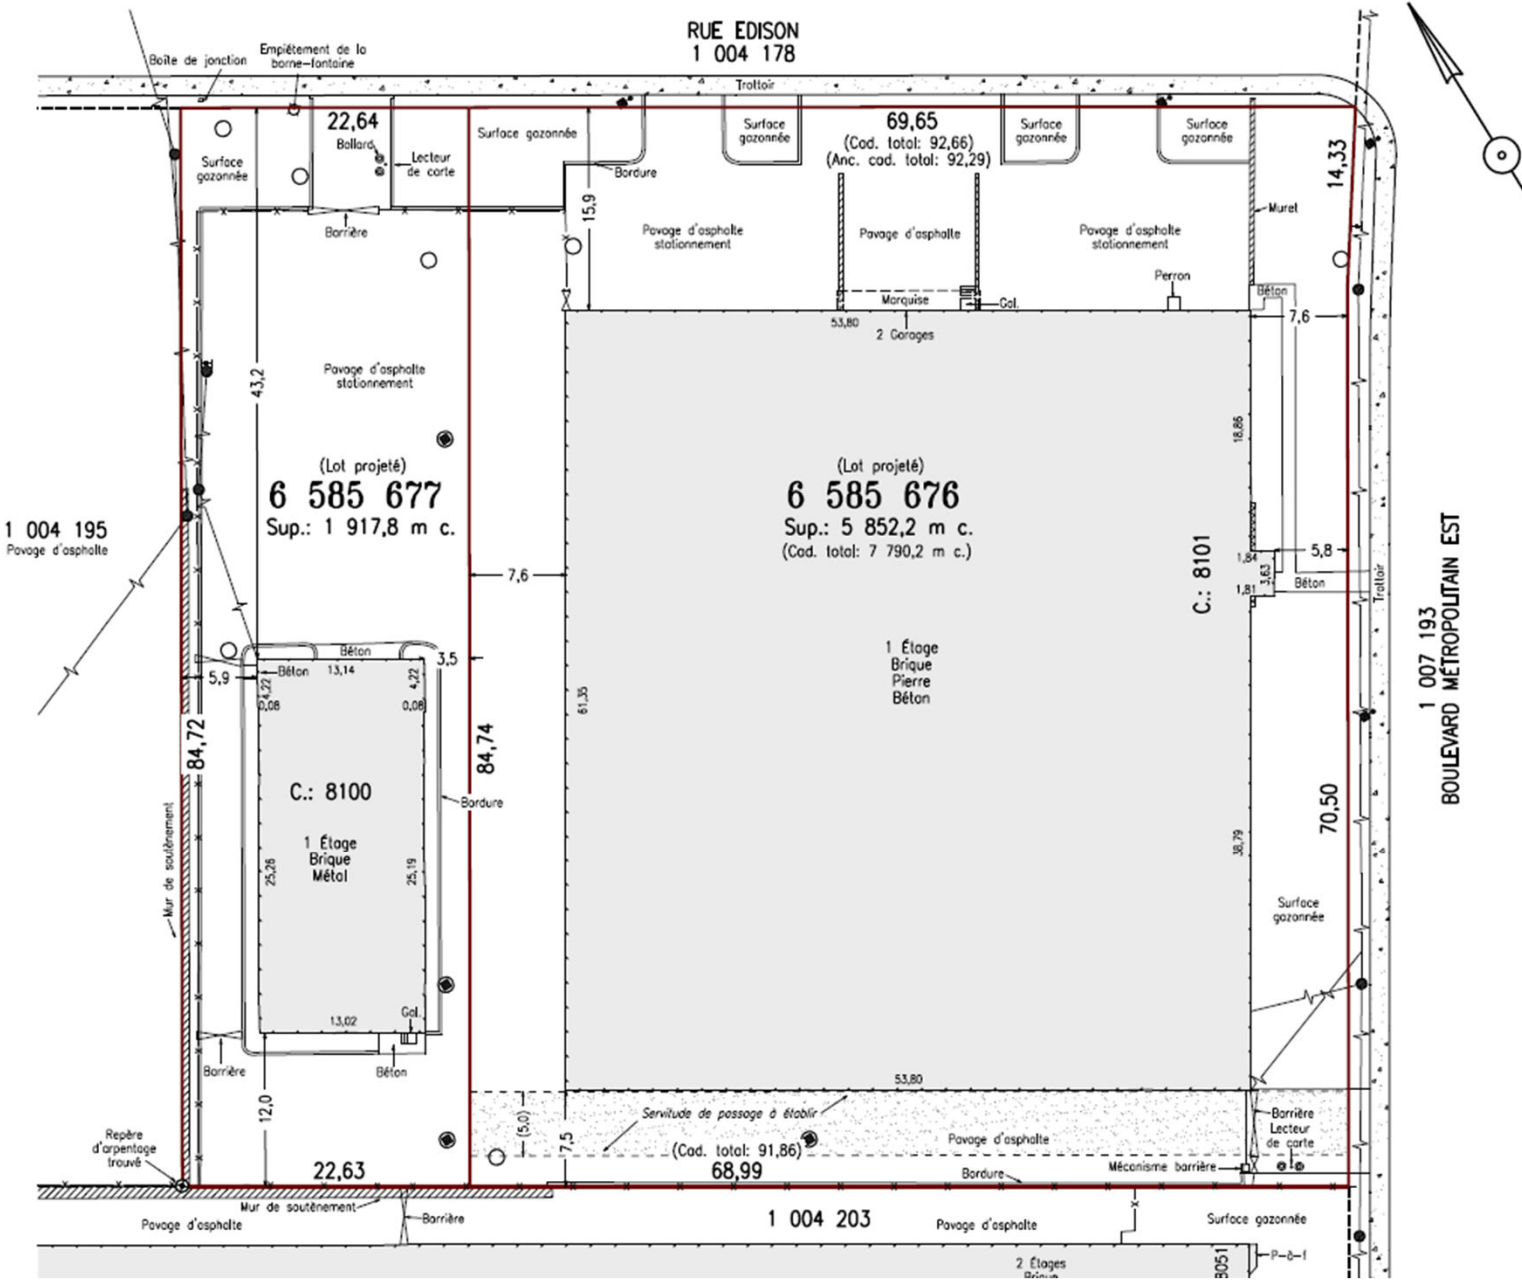 RUE EDISON
1 004 178
Trottoir
Boîte de jonction
Empiétement de la
borne-fontaine
22,64
Bollard
Surface
gazonnée
Lecteur
de carte
Barrière
Surface gazonnée
Bordure
15,9
Surface
gazonnée
69,65
(Cad. total: 92,66)
(Anc. cad. total: 92,29)
Surface
gazonnée
Surface
gazonnée
14,33
Muret
Pavage d'asphalte
stationnement
Pavage d'asphalte
Pavage d'asphalte
stationnement
Perron
Béton
7,6
Marquise
Gal.
53,80
2 Garages
43,2
Pavage d'asphalte
stationnement
18,86
(Lot projeté)
6 585 677
Sup.: 1 917,8 m c.
(Lot projeté)
6 585 676
Sup.: 5 852,2 m c.
(Cad. total: 7 790,2 m c.)
1 004 195
Pavage d'asphalte
7,6
C.: 8101
1,84
3,63
1,81
5,8
Béton
Trottoir
1 007 193
BOULEVARD MÉTROPOLITAIN EST
1 Étage
Brique
Pierre
Béton
Béton
Béton
13,14
3,5
5,9
4,22
0,08
4,22
0,08
61,35
84,72
84,74
C.: 8100
Bordure
1 Étage
Brique
Métal
25,26
25,19
Mur de soutènement
70,50
38,79
Surface
gazonnée
13,02
Gal.
Barrière
Béton
12,0
53,80
(5.0)
Servitude de passage à établir
7,5
(Cad. total: 91,86)
68,99
Pavage d'asphalte
Barrière
Lecteur
de carte
Mécanisme barrière
Bordure
Repère
d'arpentage
trouvé
22,63
Mur de soutènement
Pavage d'asphalte
Barrière
1 004 203
Pavage d'asphalte
Surface gazonnée
2 Étages
Brique
8051
P-à-f